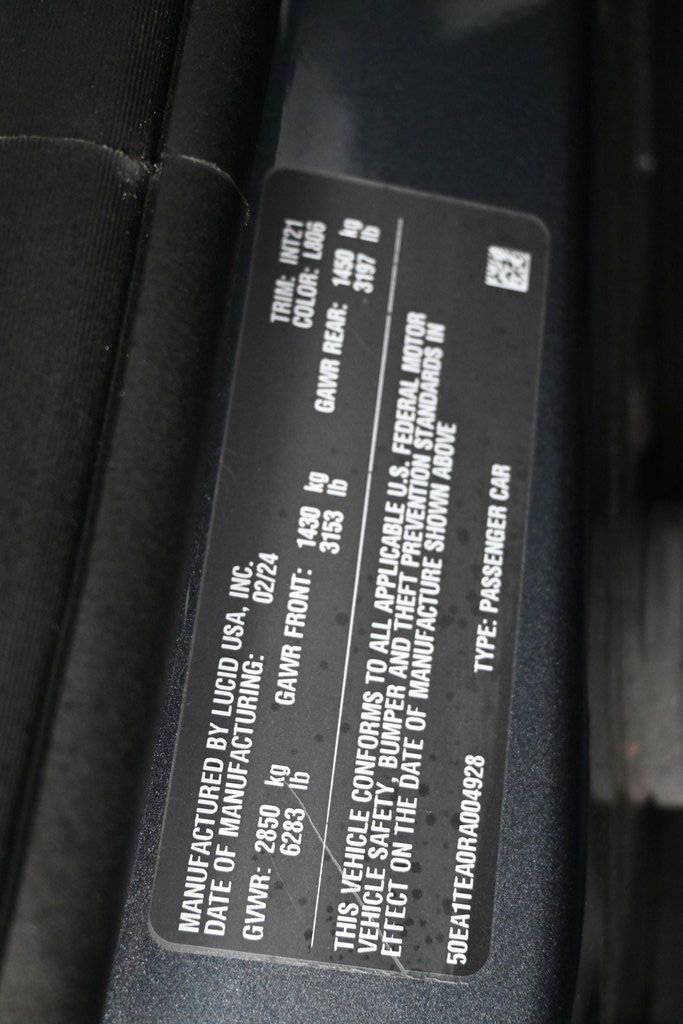 MANUFACTURED BY LUCID USA, INC.
DATE OF MANUFACTURING: 02/24
TRIM: INT21
COLOR: L806
GVWR: 2850 kg GAWR FRONT: 1430 kg GAWR REAR: 1450 kg
6283 lb 3153 lb 3197 lb
THIS VEHICLE CONFORMS TO ALL APPLICABLE U.S. FEDERAL MOTOR
VEHICLE SAFETY, BUMPER AND THEFT PREVENTION STANDARDS IN
EFFECT ON THE DATE OF MANUFACTURE SHOWN ABOVE
50EA1TEA0RA004928 TYPE: PASSENGER CAR